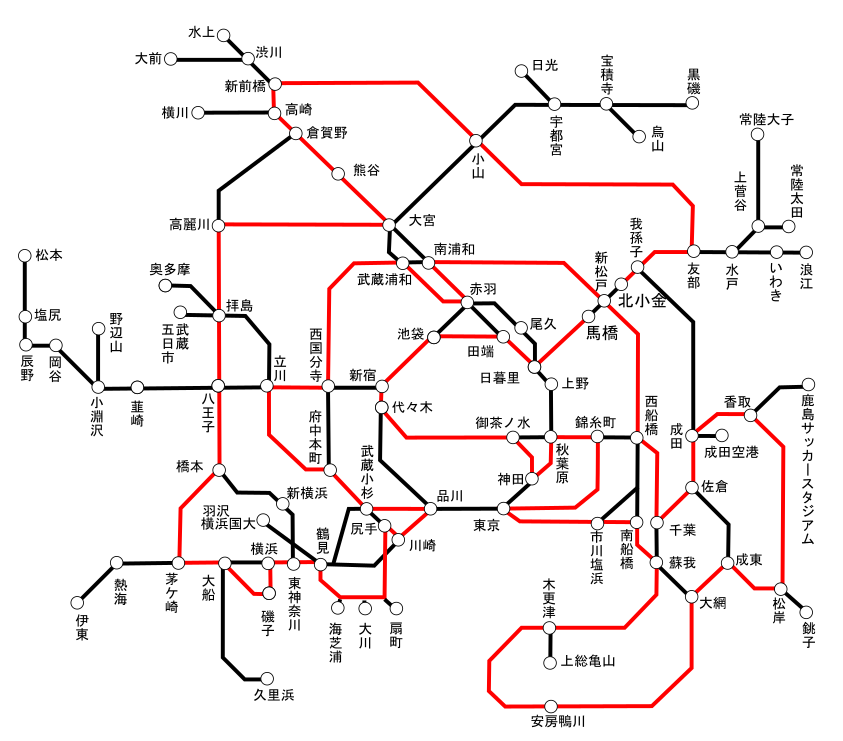 水上
大前
渋川
新前橋
横川
高崎
倉賀野
熊谷
日光
宝積寺
黒磯
宇都宮
烏山
小山
常陸大子
上菅谷
常陸太田
高麗川
大宮
南浦和
武蔵浦和
新松戸
我孫子
友部
水戸
いわき
浪江
松本
塩尻
辰野
岡谷
野辺山
小淵沢
韮崎
奥多摩
武蔵五日市
拝島
立川
西国分寺
新宿
池袋
赤羽
田端
尾久
北小金
馬橋
日暮里
上野
八王子
府中本町
代々木
御茶ノ水
錦糸町
西船橋
秋葉原
神田
成田
成田空港
香取
鹿島サッカースタジアム
橋本
新横浜
羽沢
横浜国大
武蔵小杉
尻手
品川
川崎
東京
市川塩浜
南船橋
千葉
佐倉
蘇我
成東
大網
松岸
銚子
鶴見
横浜
東神奈川
磯子
大船
茅ケ崎
熱海
伊東
久里浜
海芝浦
大川
扇町
木更津
上総亀山
安房鴨川